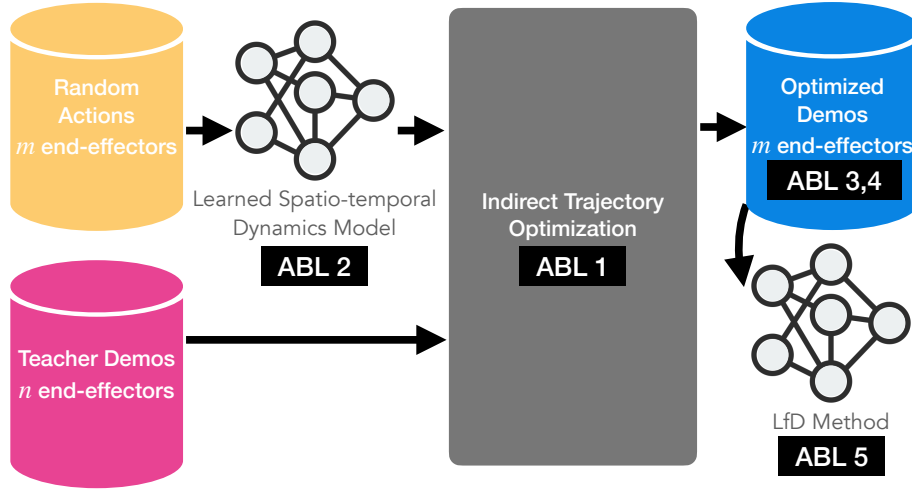 Random
Actions
m end-effectors
Learned Spatio-temporal
Dynamics Model
ABL 2
Teacher Demos
n end-effectors
Indirect Trajectory
Optimization
ABL 1
Optimized
Demos
m end-effectors
ABL 3,4
LfD Method
ABL 5